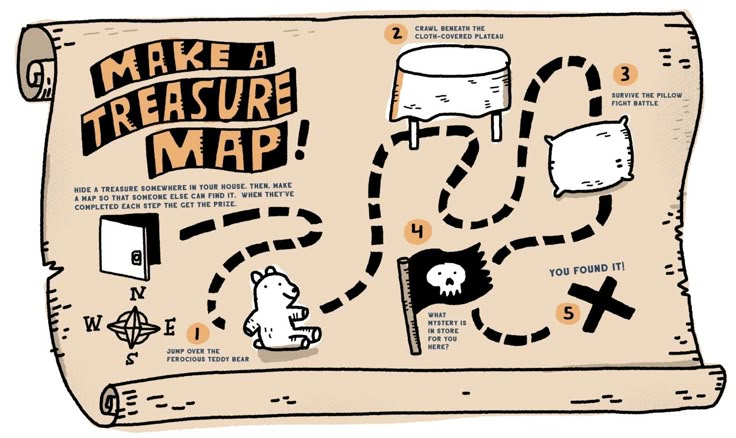 MAKE A
TREASURE
MAP!
HIDE A TREASURE SOMEWHERE IN YOUR HOUSE. THEN, MAKE
A MAP SO THAT SOMEONE ELSE CAN FIND IT. WHEN THEY'VE
COMPLETED EACH STEP THE GET THE PRIZE.
N
W E
S
1
JUMP OVER THE
FEROCIOUS TEDDY BEAR
2
CRAWL BENEATH THE
CLOTH-COVERED PLATEAU
3
SURVIVE THE PILLOW
FIGHT BATTLE
4
WHAT
MYSTERY IS
IN STORE
FOR YOU
HERE?
YOU FOUND IT!
5